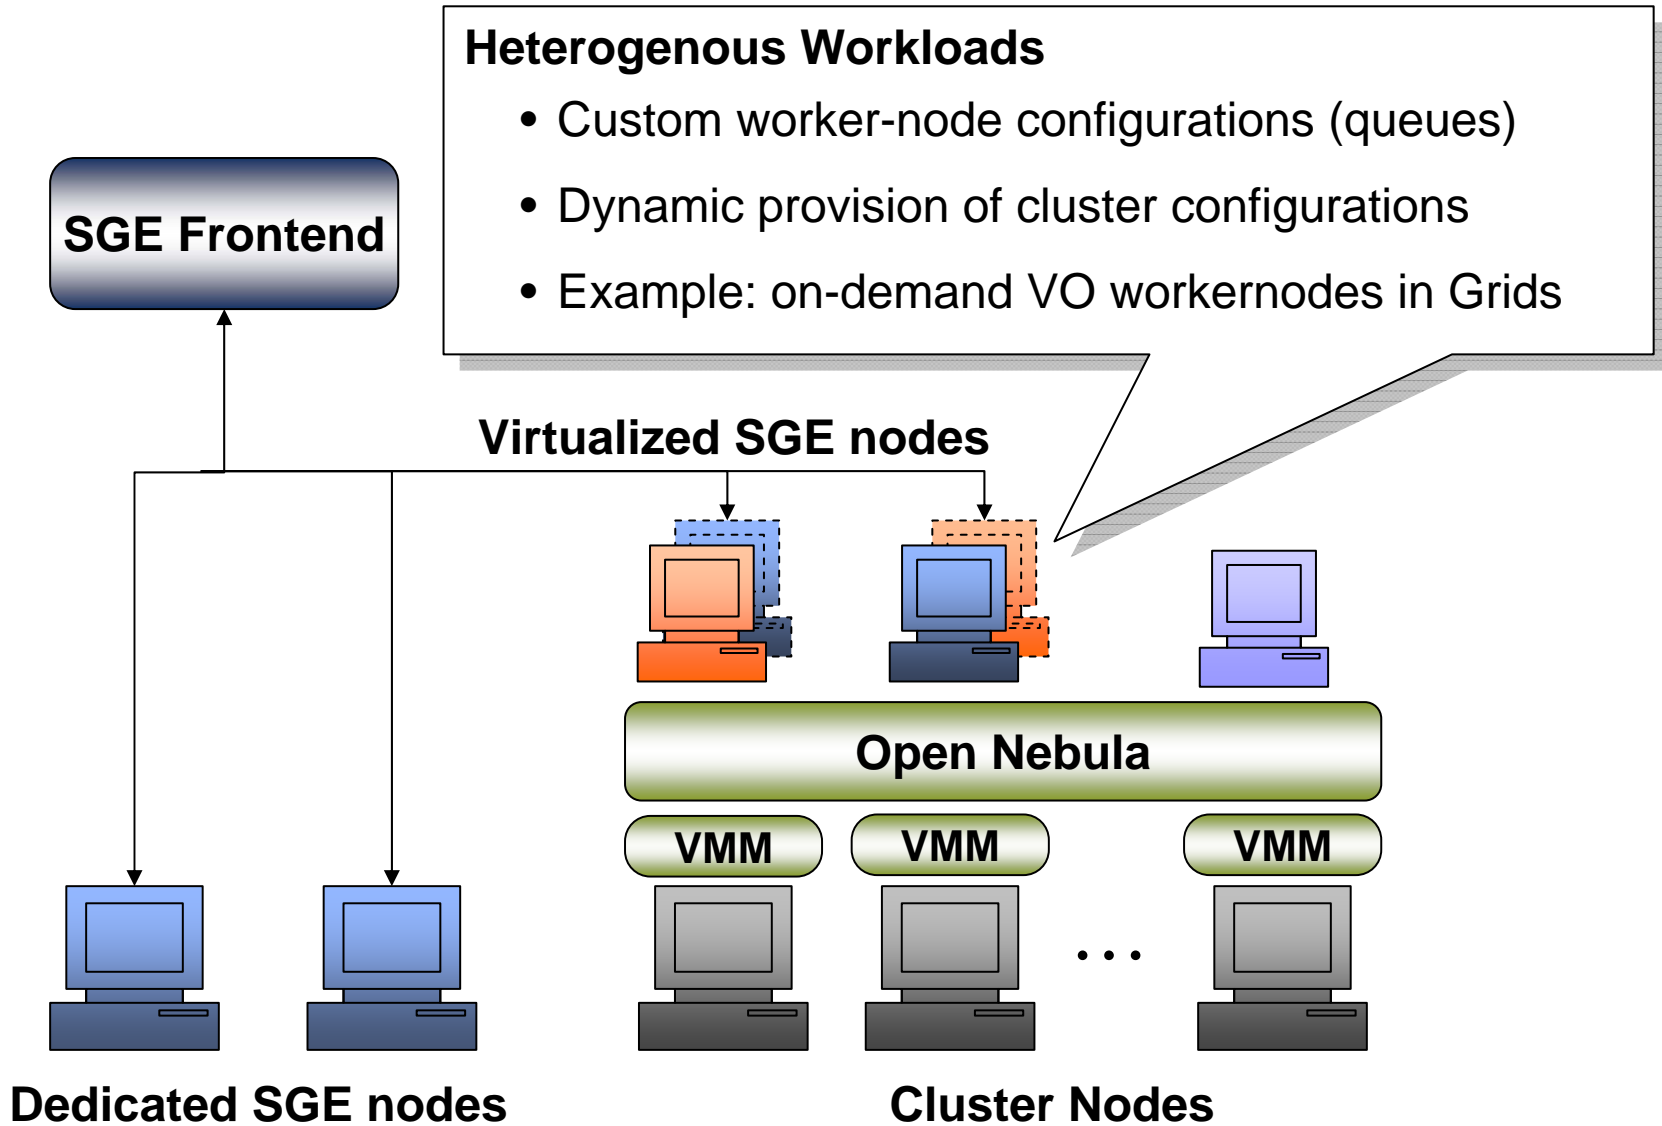 Heterogenous Workloads
• Custom worker-node configurations (queues)
• Dynamic provision of cluster configurations
• Example: on-demand VO workernodes in Grids
SGE Frontend
Virtualized SGE nodes
Open Nebula
VMM VMM VMM
...
Dedicated SGE nodes Cluster Nodes